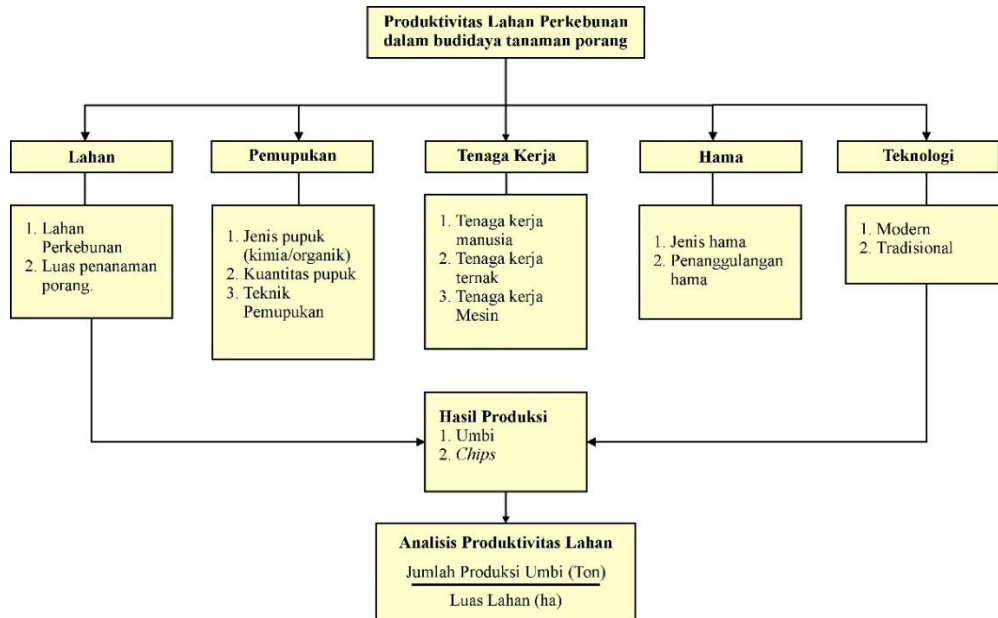 Produktivitas Lahan Perkebunan
dalam budidaya tanaman porang
Lahan
Pemupukan
Tenaga Kerja
Hama
Teknologi
1. Lahan
Perkebunan
2. Luas penanaman
porang.
1. Jenis pupuk
(kimia/organik)
2. Kuantitas pupuk
3. Teknik
Pemupukan
1. Tenaga kerja
manusia
2. Tenaga kerja
ternak
3. Tenaga kerja
Mesin
1. Jenis hama
2. Penanggulangan
hama
1. Modern
2. Tradisional
Hasil Produksi
1. Umbi
2. Chips
Analisis Produktivitas Lahan
Jumlah Produksi Umbi (Ton)
Luas Lahan (ha)